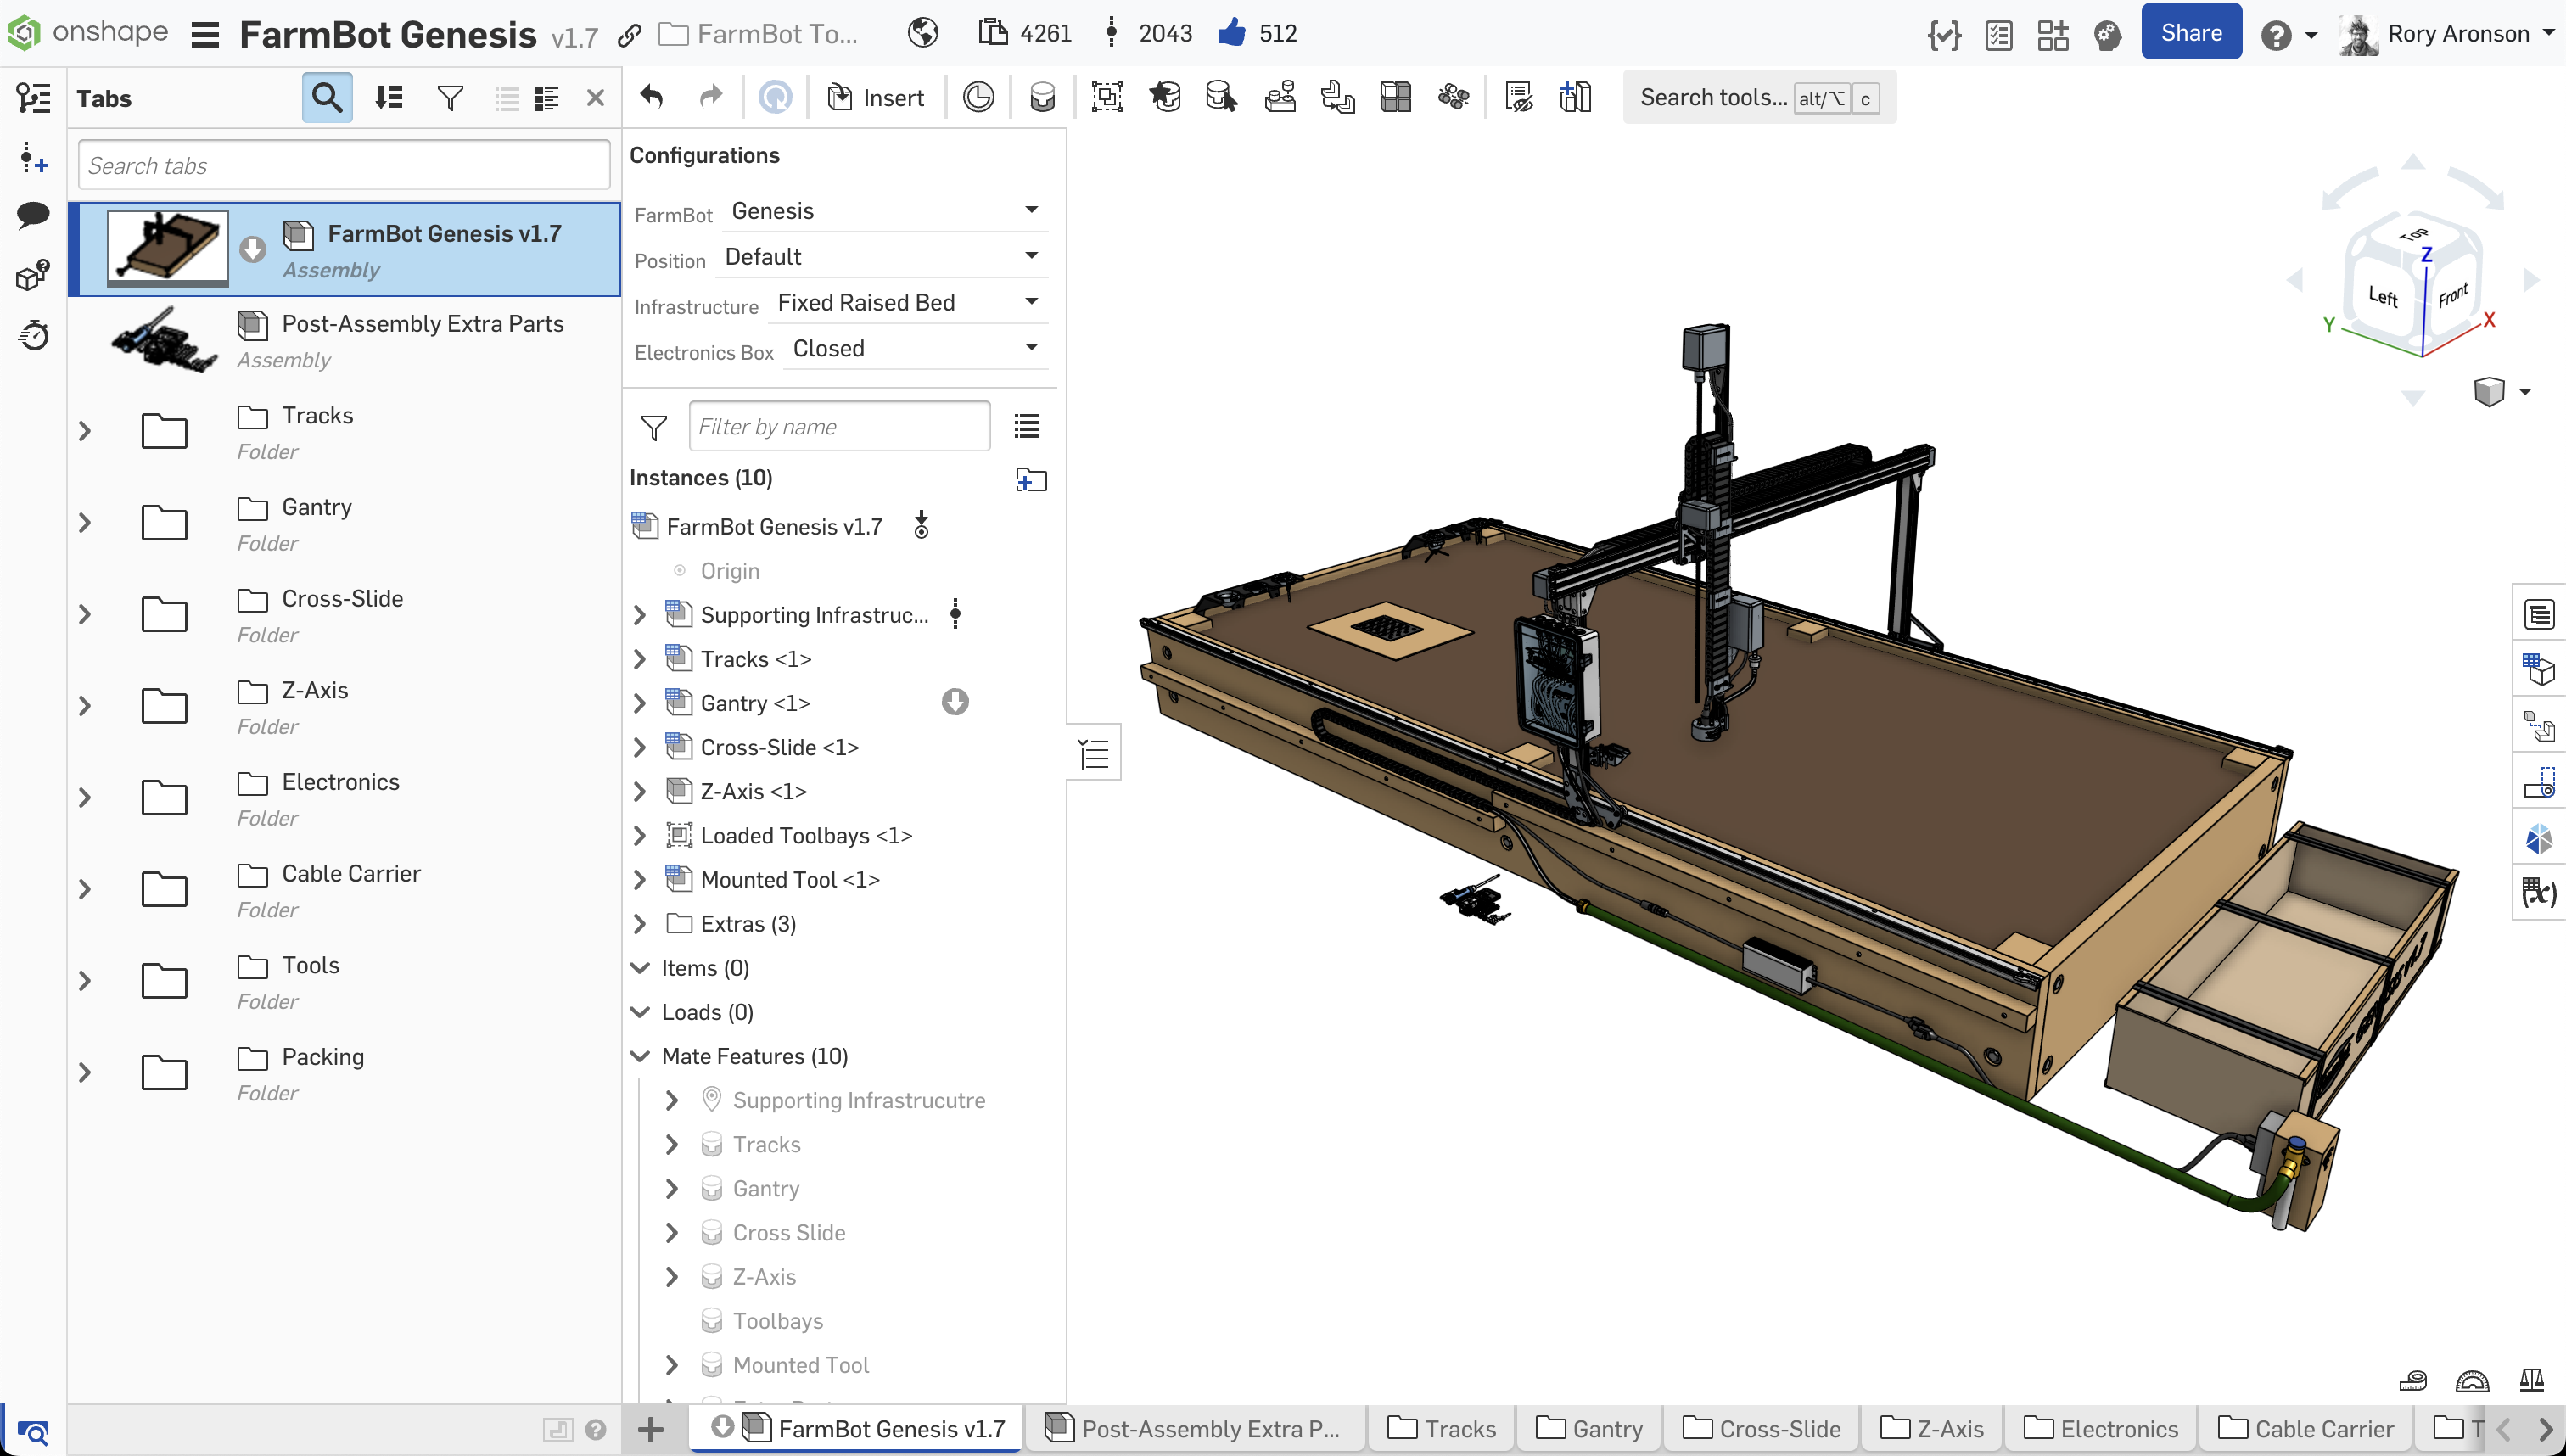 onshape FarmBot Genesis v1.7 FarmBot To... 4261 2043 512 Share Rory Aronson
Tabs
Search tabs
FarmBot Genesis v1.7
Assembly
Post-Assembly Extra Parts
Assembly
Tracks
Folder
Gantry
Folder
Cross-Slide
Folder
Z-Axis
Folder
Electronics
Folder
Cable Carrier
Folder
Tools
Folder
Packing
Folder
Insert Search tools... alt/⌥ c
Configurations
FarmBot Genesis
Position Default
Infrastructure Fixed Raised Bed
Electronics Box Closed
Filter by name
Instances (10)
FarmBot Genesis v1.7
Origin
Supporting Infrastruc...
Tracks <1>
Gantry <1>
Cross-Slide <1>
Z-Axis <1>
Loaded Toolbays <1>
Mounted Tool <1>
Extras (3)
Items (0)
Loads (0)
Mate Features (10)
Supporting Infrastrucutre
Tracks
Gantry
Cross Slide
Z-Axis
Toolbays
Mounted Tool
Top
Z
Left
Front
Y
X
(x)
FarmBot Genesis v1.7 Post-Assembly Extra P... Tracks Gantry Cross-Slide Z-Axis Electronics Cable Carrier T